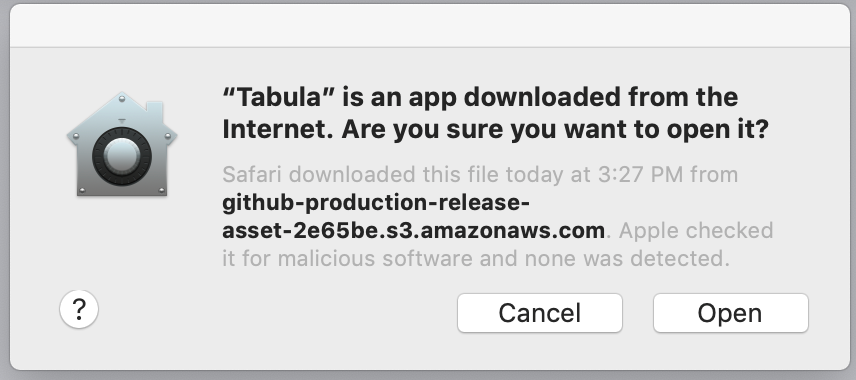 “Tabula” is an app downloaded from the
Internet. Are you sure you want to open it?
Safari downloaded this file today at 3:27 PM from
github-production-release-
asset-2e65be.s3.amazonaws.com. Apple checked
it for malicious software and none was detected.
?
Cancel
Open